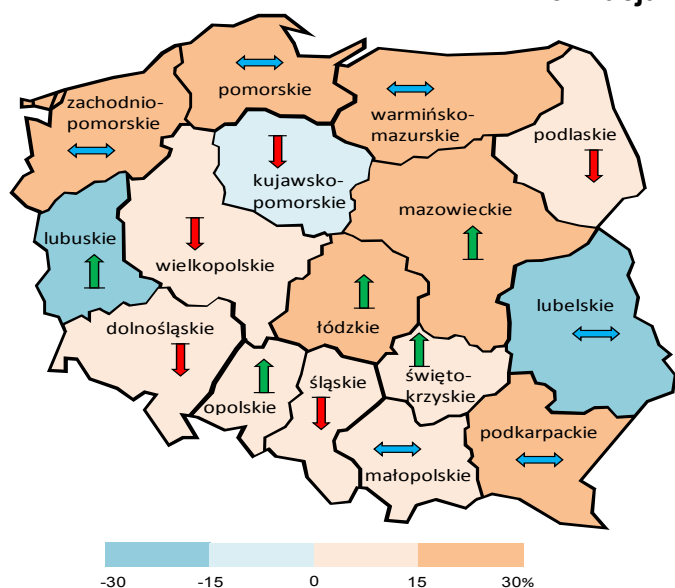 pomorskie
zachodnio-
pomorskie
warmińsko-
mazurskie
podlaskie
kujawsko-
pomorskie
mazowieckie
lubuskie
wielkopolskie
lubelskie
dolnośląskie
łódzkie
śląskie
święto-
krzyskie
opolskie
podkarpackie
małopolskie
-30 -15 0 15 30%